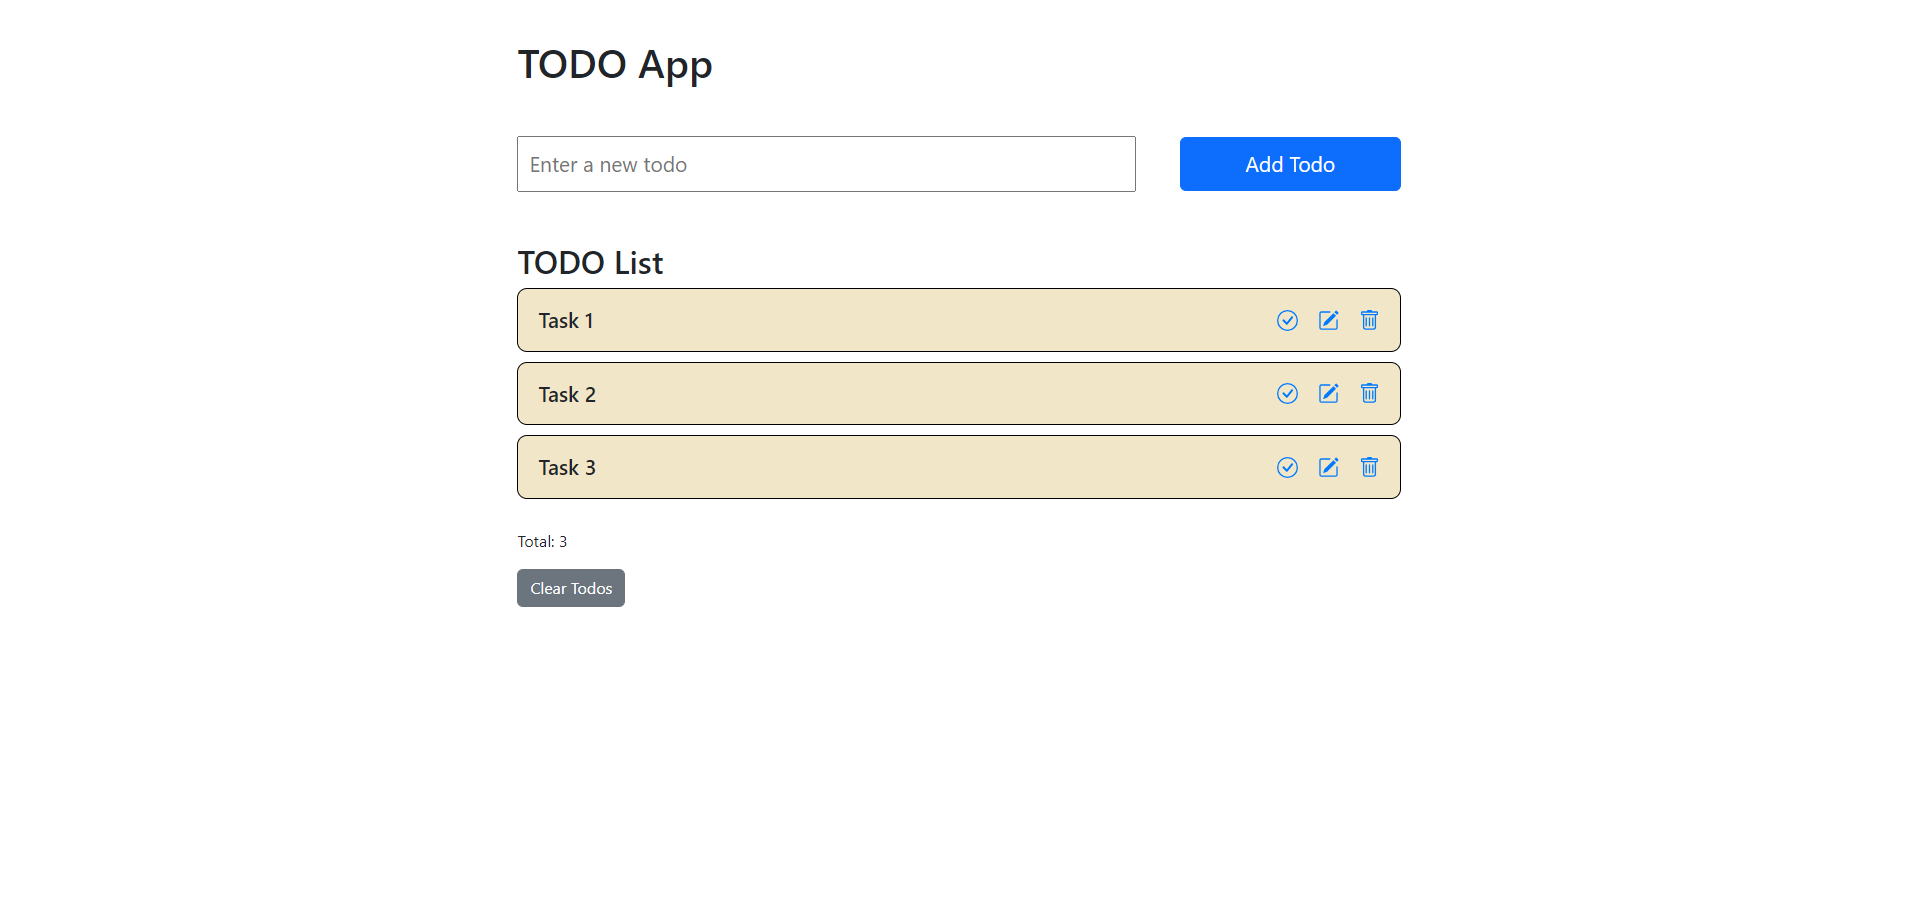 TODO App
Enter a new todo
Add Todo
TODO List
Task 1
Task 2
Task 3
Total: 3
Clear Todos